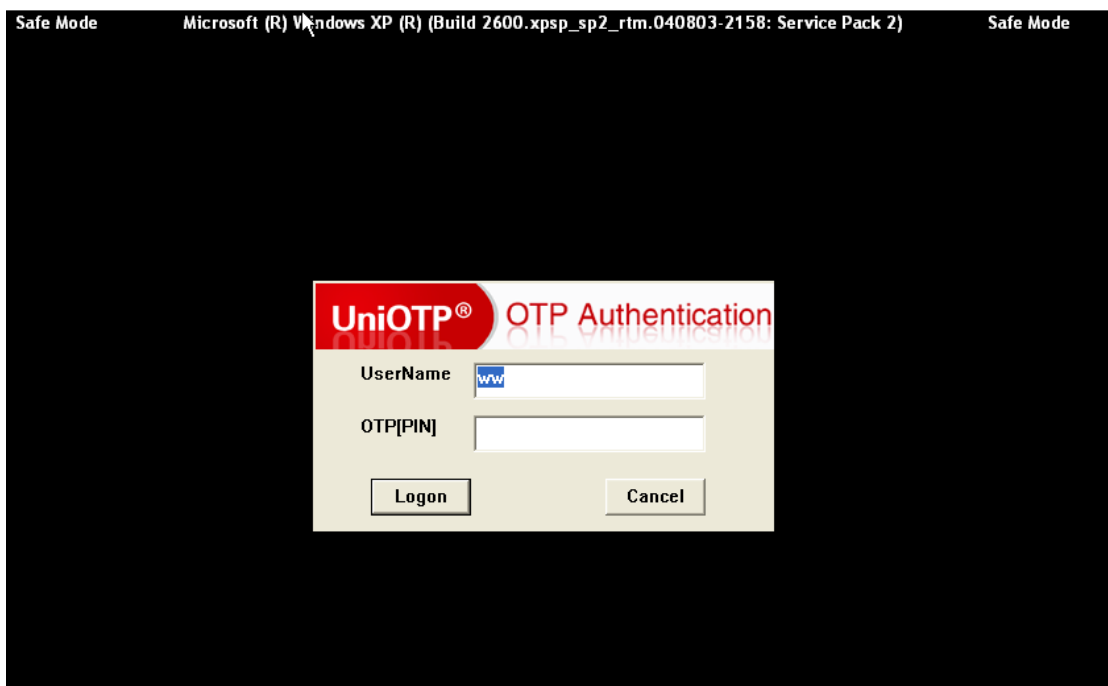 Safe Mode Microsoft (R) Windows XP (R) (Build 2600.xpsp_sp2_rtm.040803-2158: Service Pack 2) Safe Mode
UniOTP® OTP Authentication
UserName ww
OTP[PIN]
Logon Cancel